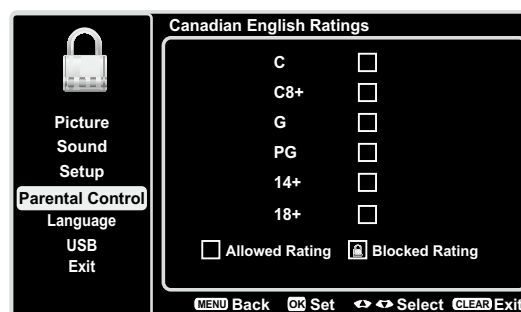 Canadian English Ratings
Picture
Sound
Setup
Parental Control
Language
USB
Exit
C
C8+
G
PG
14+
18+
Allowed Rating Blocked Rating
MENU Back OK Set Select CLEAR Exit